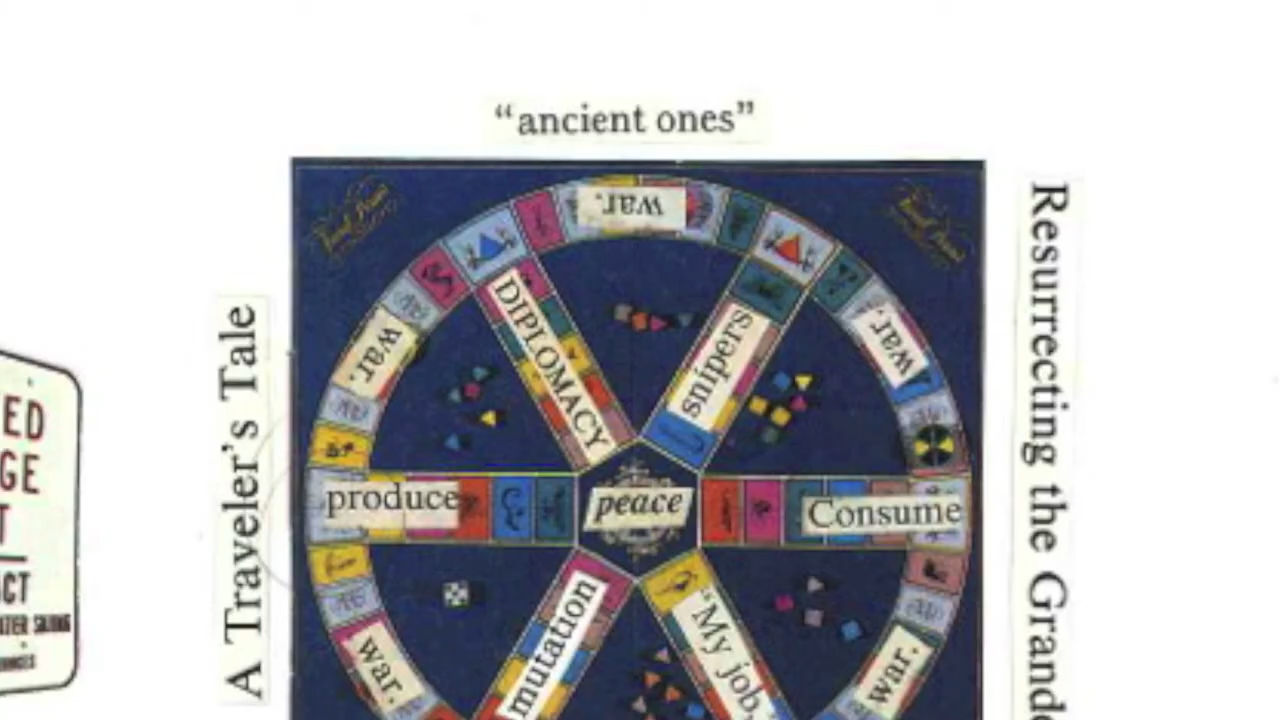 “ancient ones”
war.
A Traveler's Tale
Resurrecting the Grande
war.
DIPLOMACY
snipers
war.
produce
peace
Consume
war.
mutation
"My job,
war.
ED
GE
T
CT